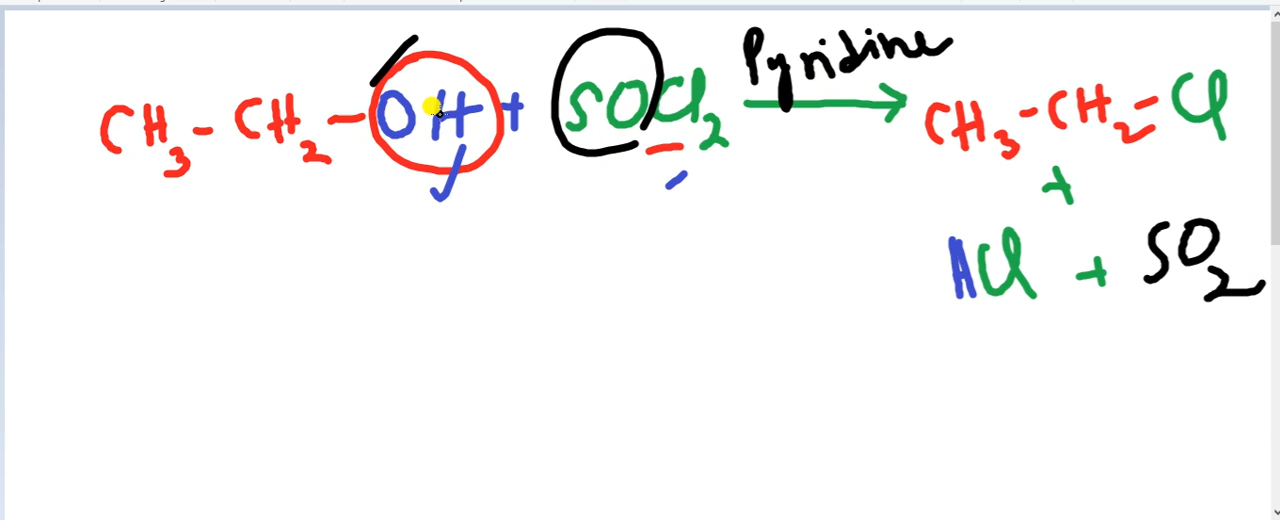 Pyridine
CH3 - CH2 - OH + SOCl2 → CH3 - CH2 - Cl
+
HCl + SO2